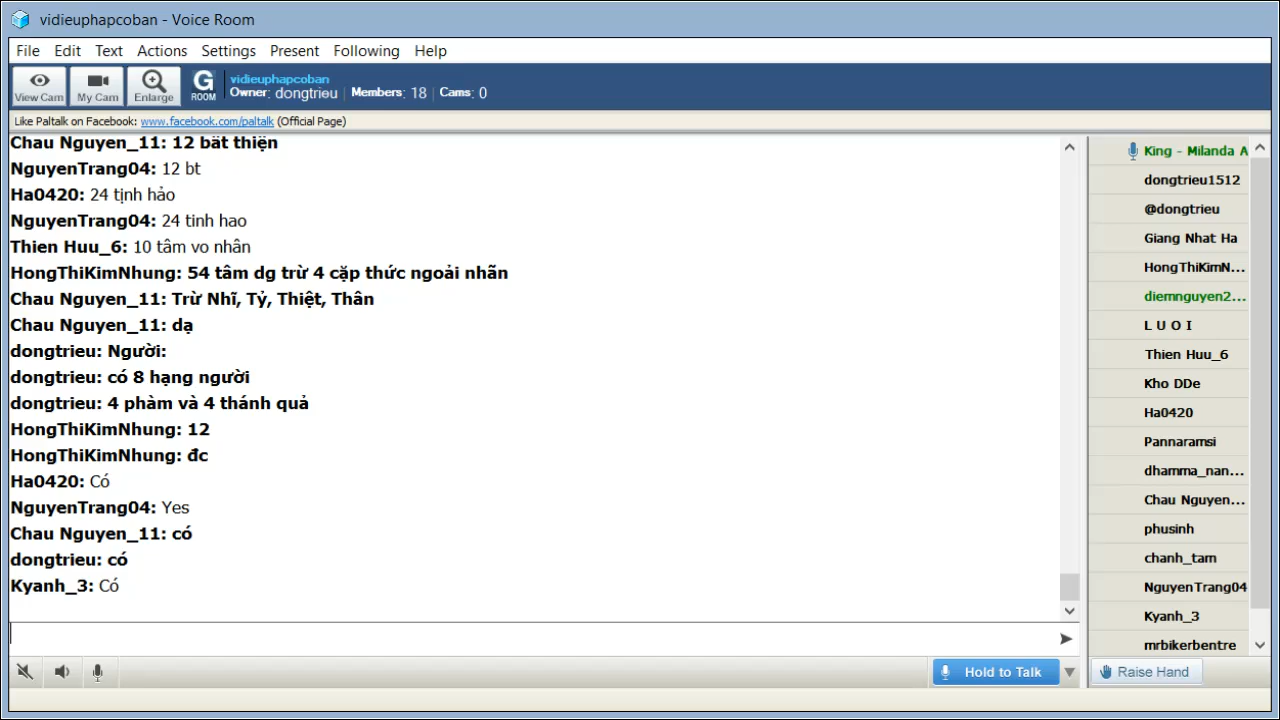 vidieuphapcoban - Voice Room
File Edit Text Actions Settings Present Following Help
View Cam My Cam Enlarge G ROOM
vidieuphapcoban
Owner: dongtrieu Members: 18 Cams: 0
Like Paltalk on Facebook: www.facebook.com/paltalk (Official Page)
Chau Nguyen_11: 12 bất thiện
NguyenTrang04: 12 bt
Ha0420: 24 tịnh hảo
NguyenTrang04: 24 tinh hao
Thien Huu_6: 10 tâm vo nhân
HongThiKimNhung: 54 tâm dg trừ 4 cặp thức ngoải nhãn
Chau Nguyen_11: Trừ Nhĩ, Tỷ, Thiệt, Thân
Chau Nguyen_11: dạ
dongtrieu: Người:
dongtrieu: có 8 hạng người
dongtrieu: 4 phàm và 4 thánh quả
HongThiKimNhung: 12
HongThiKimNhung: đc
Ha0420: Có
NguyenTrang04: Yes
Chau Nguyen_11: có
dongtrieu: có
Kyanh_3: Có
King - Milanda A
dongtrieu1512
@dongtrieu
Giang Nhat Ha
HongThiKimN...
diemnguyen2...
L U O I
Thien Huu_6
Kho DDe
Ha0420
Pannaramsi
dhamma_nan...
Chau Nguyen...
phusinh
chanh_tam
NguyenTrang04
Kyanh_3
mrbikerbentre
Hold to Talk
Raise Hand